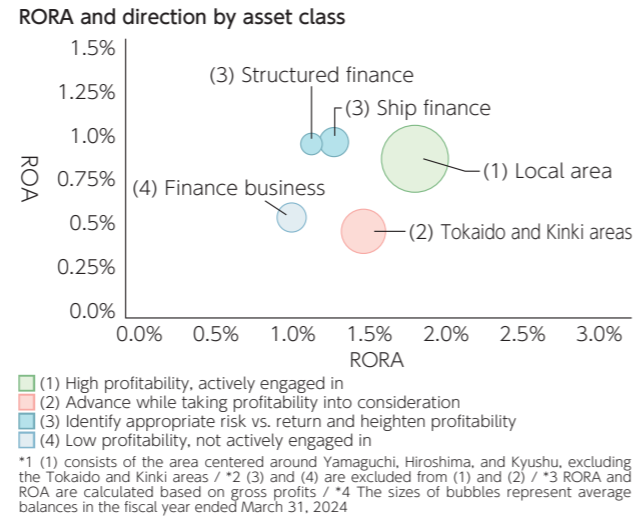 RORA and direction by asset class
1.5%
(3) Structured finance
1.25%
(3) Ship finance
1.0%
ROA
0.75%
(1) Local area
(4) Finance business
0.5%
(2) Tokaido and Kinki areas
0.25%
0.0%
0.0% 0.5% 1.0% 1.5% 2.0% 2.5% 3.0%
RORA
(1) High profitability, actively engaged in
(2) Advance while taking profitability into consideration
(3) Identify appropriate risk vs. return and heighten profitability
(4) Low profitability, not actively engaged in
*1 (1) consists of the area centered around Yamaguchi, Hiroshima, and Kyushu, excluding
the Tokaido and Kinki areas / *2 (3) and (4) are excluded from (1) and (2) / *3 RORA and
ROA are calculated based on gross profits / *4 The sizes of bubbles represent average
balances in the fiscal year ended March 31, 2024